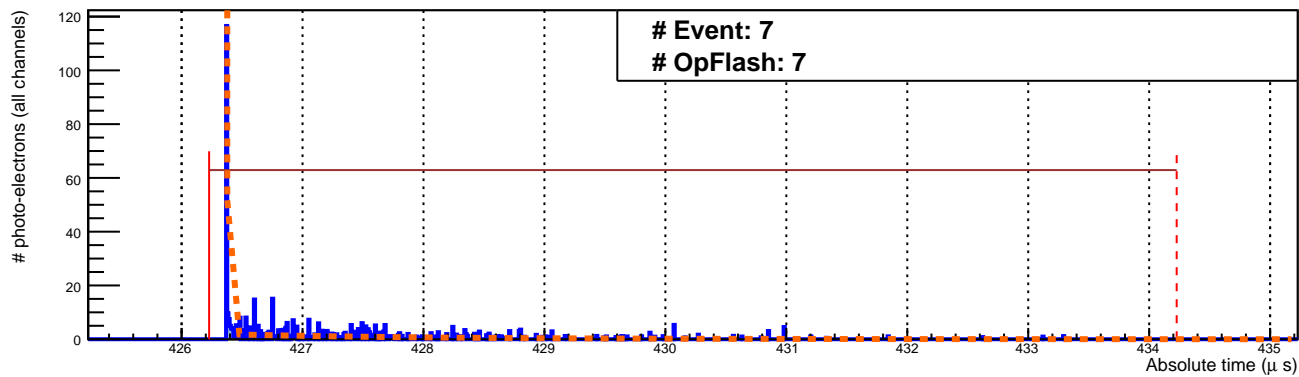 # Event: 7
# OpFlash: 7
# photo-electrons (all channels)
120
100
80
60
40
20
0
426 427 428 429 430 431 432 433 434 435
Absolute time (μ s)